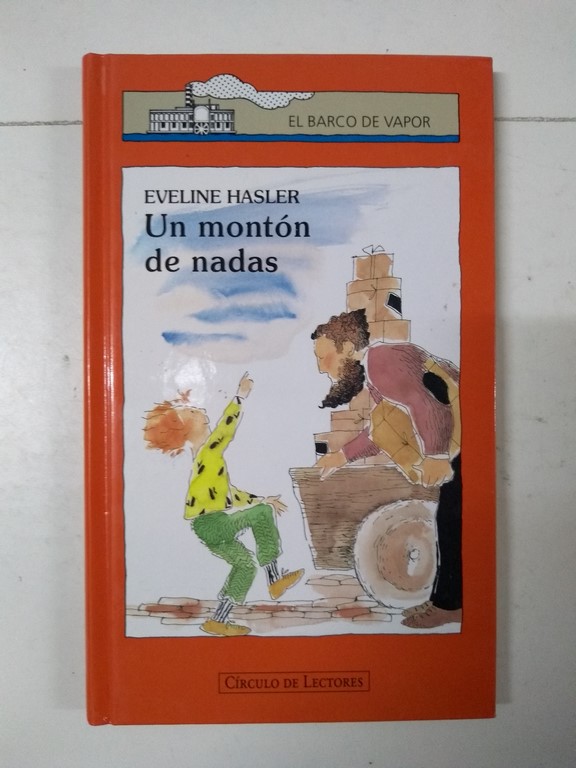 EL BARCO DE VAPOR
EVELINE HASLER
Un montón
de nadas
CÍRCULO DE LECTORES